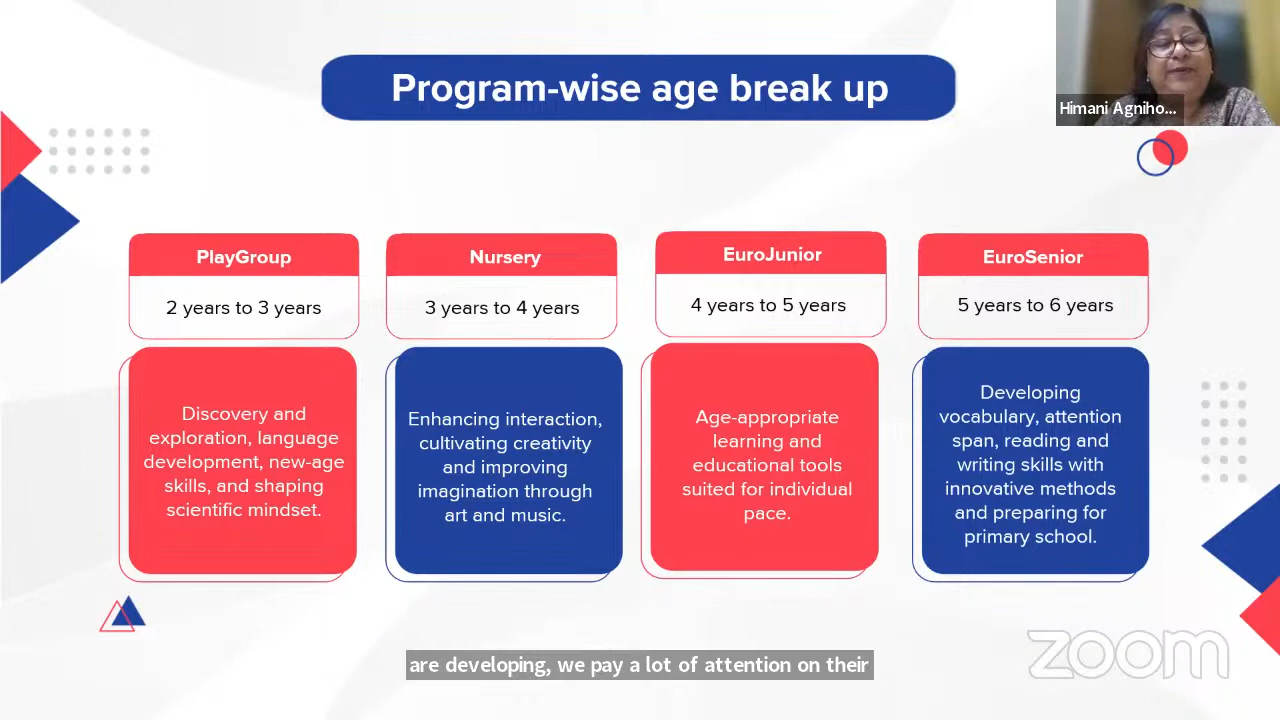 Program-wise age break up
Himani Agniho...
PlayGroup
2 years to 3 years
Discovery and
exploration, language
development, new-age
skills, and shaping
scientific mindset.
Nursery
3 years to 4 years
Enhancing interaction,
cultivating creativity
and improving
imagination through
art and music.
EuroJunior
4 years to 5 years
Age-appropriate
learning and
educational tools
suited for individual
pace.
EuroSenior
5 years to 6 years
Developing
vocabulary, attention
span, reading and
writing skills with
innovative methods
and preparing for
primary school.
are developing, we pay a lot of attention on their
zoom